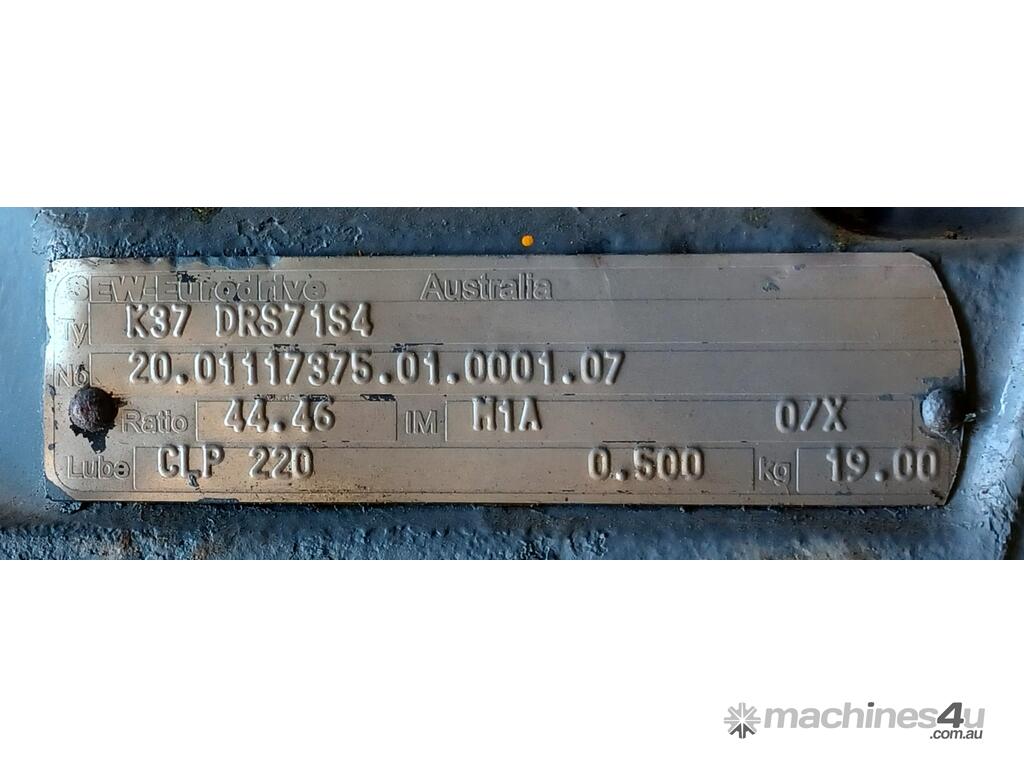 SEW-Eurodrive Australia
Ty K37 DRS71S4
No 20.01117375.01.0001.07
Ratio 44.46 IM M1A O/X
Lube CLP 220 0.500 kg 19.00
machines4u
.com.au